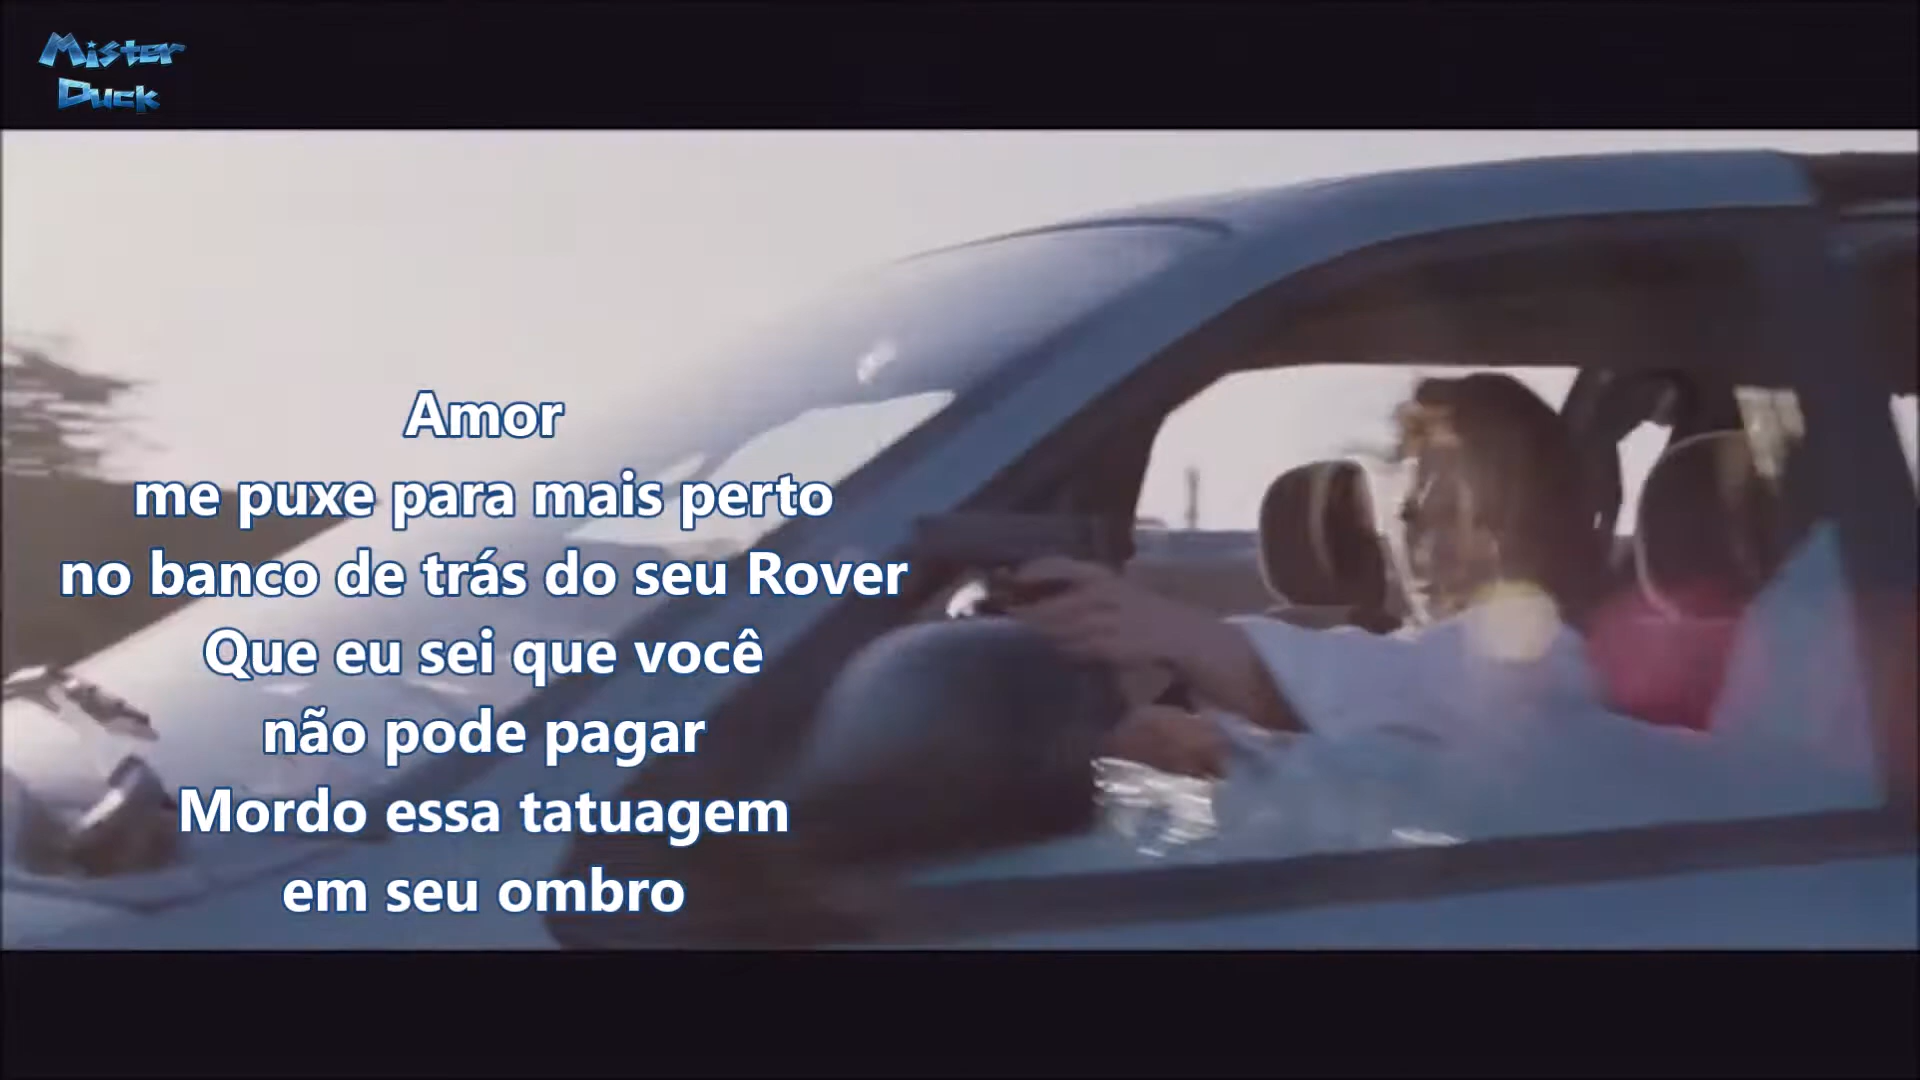 Mister
Duck
Amor
me puxe para mais perto
no banco de trás do seu Rover
Que eu sei que você
não pode pagar
Mordo essa tatuagem
em seu ombro